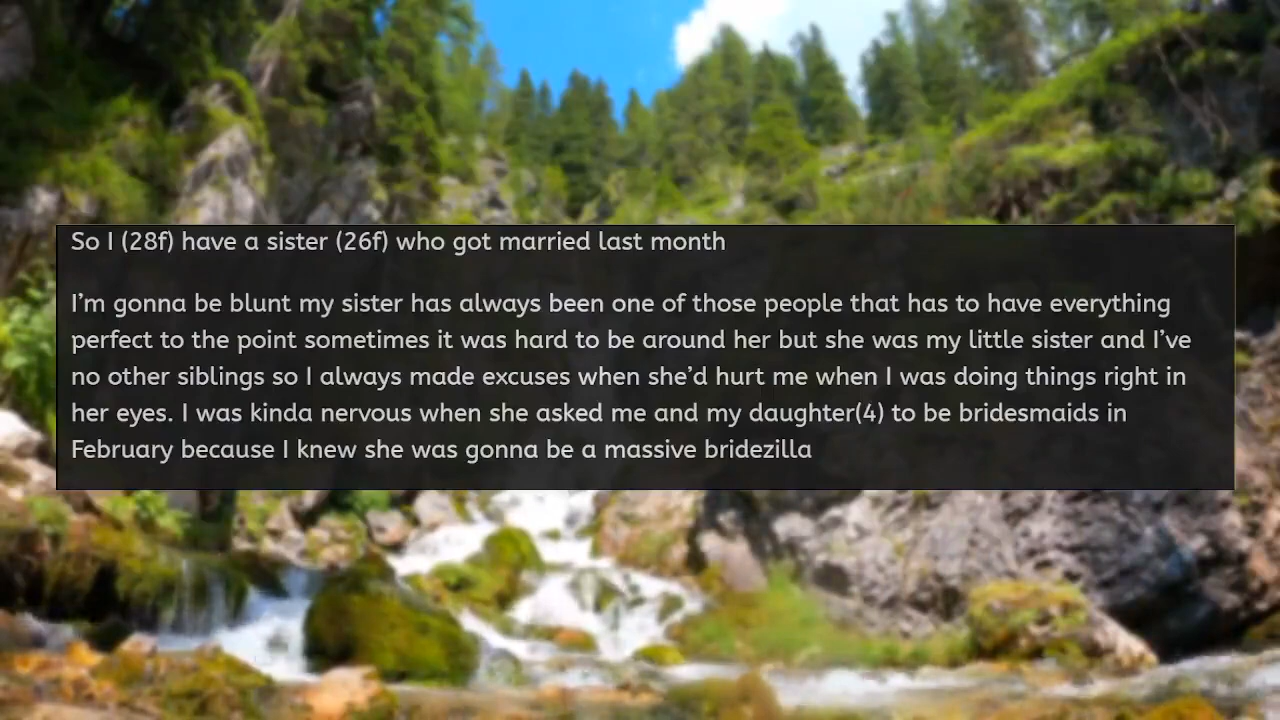 So I (28f) have a sister (26f) who got married last month
I’m gonna be blunt my sister has always been one of those people that has to have everything
perfect to the point sometimes it was hard to be around her but she was my little sister and I’ve
no other siblings so I always made excuses when she’d hurt me when I was doing things right in
her eyes. I was kinda nervous when she asked me and my daughter(4) to be bridesmaids in
February because I knew she was gonna be a massive bridezilla